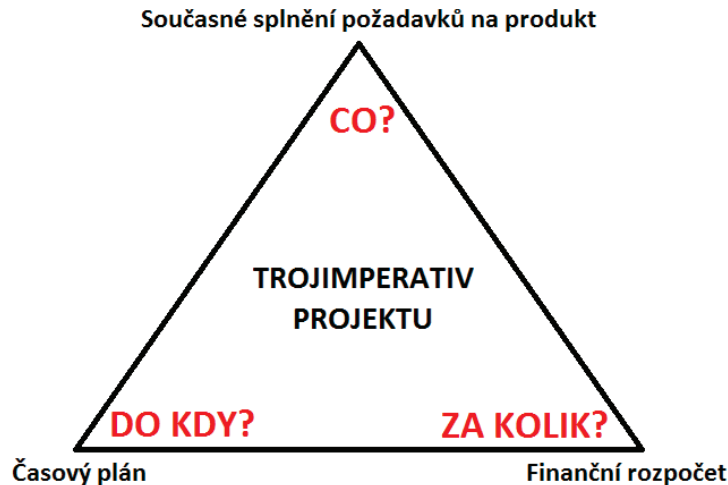 Současné splnění požadavků na produkt
CO?
TROJIMPERATIV
PROJEKTU
DO KDY?
ZA KOLIK?
Časový plán
Finanční rozpočet